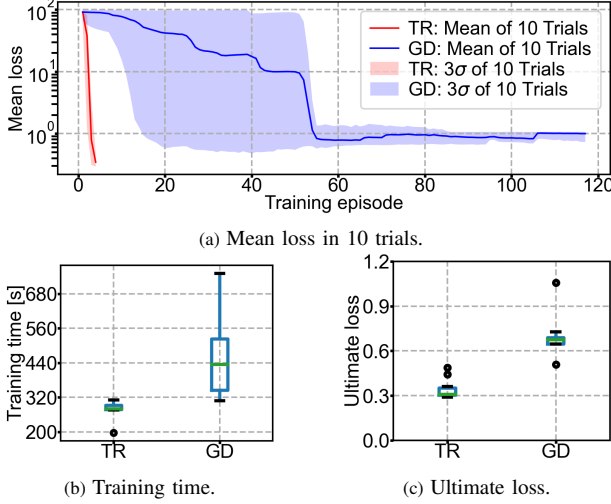 10²
10¹
10⁰
Mean loss
TR: Mean of 10 Trials
GD: Mean of 10 Trials
TR: 3σ of 10 Trials
GD: 3σ of 10 Trials
0 20 40 60 80 100 120
Training episode
(a) Mean loss in 10 trials.
Training time [s]
680
560
440
320
200
TR GD
(b) Training time.
Ultimate loss
1.2
0.9
0.6
0.3
0.0
TR GD
(c) Ultimate loss.